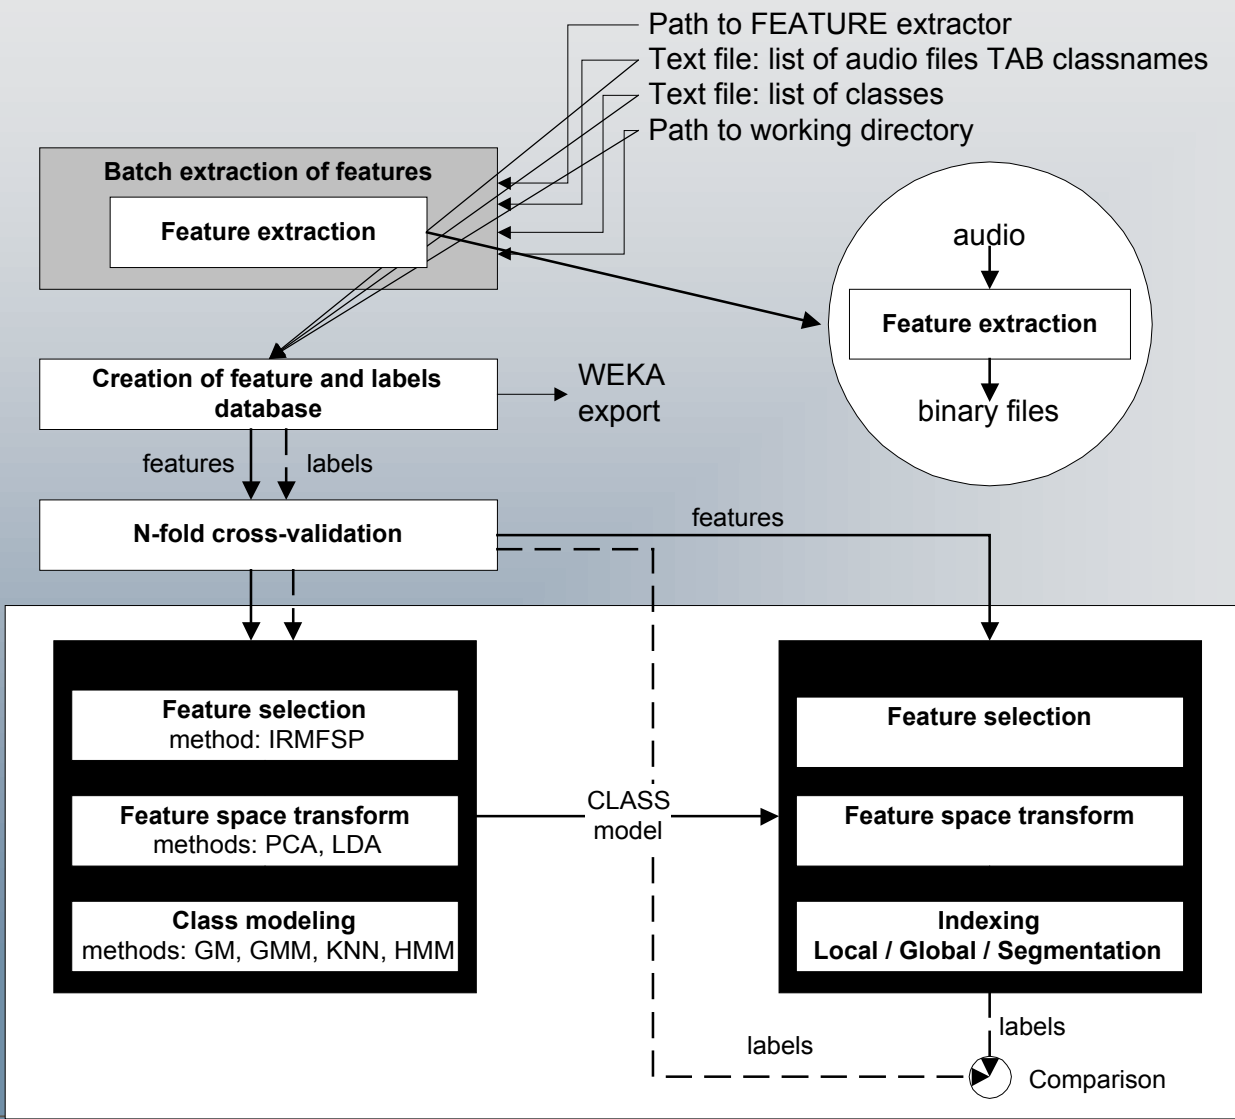 Path to FEATURE extractor
Text file: list of audio files TAB classnames
Text file: list of classes
Path to working directory
Batch extraction of features
Feature extraction
audio
Feature extraction
binary files
Creation of feature and labels
database
WEKA
export
features
labels
N-fold cross-validation
features
Feature selection
method: IRMFSP
Feature space transform
methods: PCA, LDA
Class modeling
methods: GM, GMM, KNN, HMM
CLASS
model
Feature selection
Feature space transform
Indexing
Local / Global / Segmentation
labels
labels
Comparison